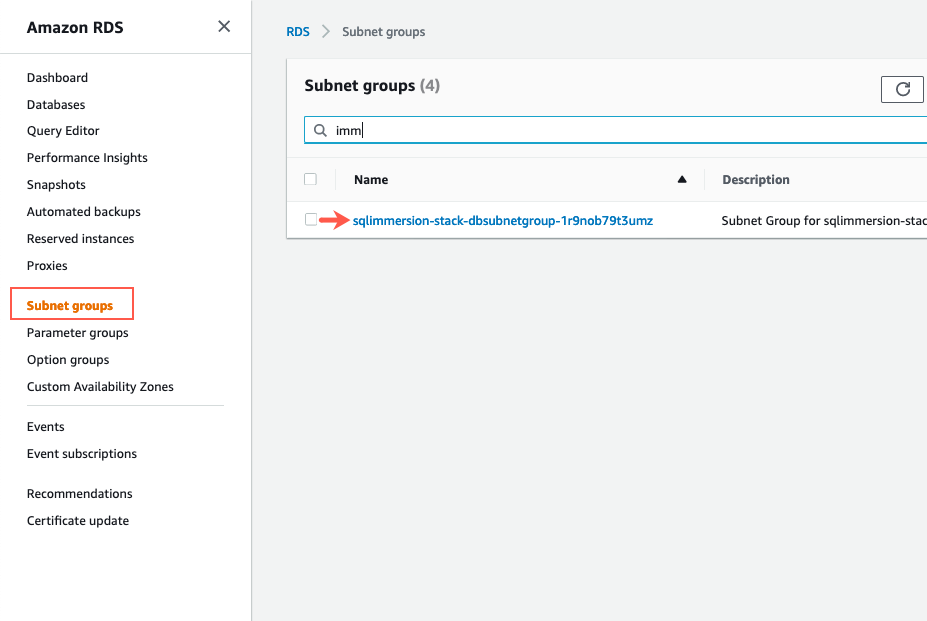 Amazon RDS
Dashboard
Databases
Query Editor
Performance Insights
Snapshots
Automated backups
Reserved instances
Proxies
Subnet groups
Parameter groups
Option groups
Custom Availability Zones
Events
Event subscriptions
Recommendations
Certificate update
RDS > Subnet groups
Subnet groups (4)
imm
Name Description
sqlimmersion-stack-dbsubnetgroup-1r9nob79t3umz Subnet Group for sqlimmersion-stac